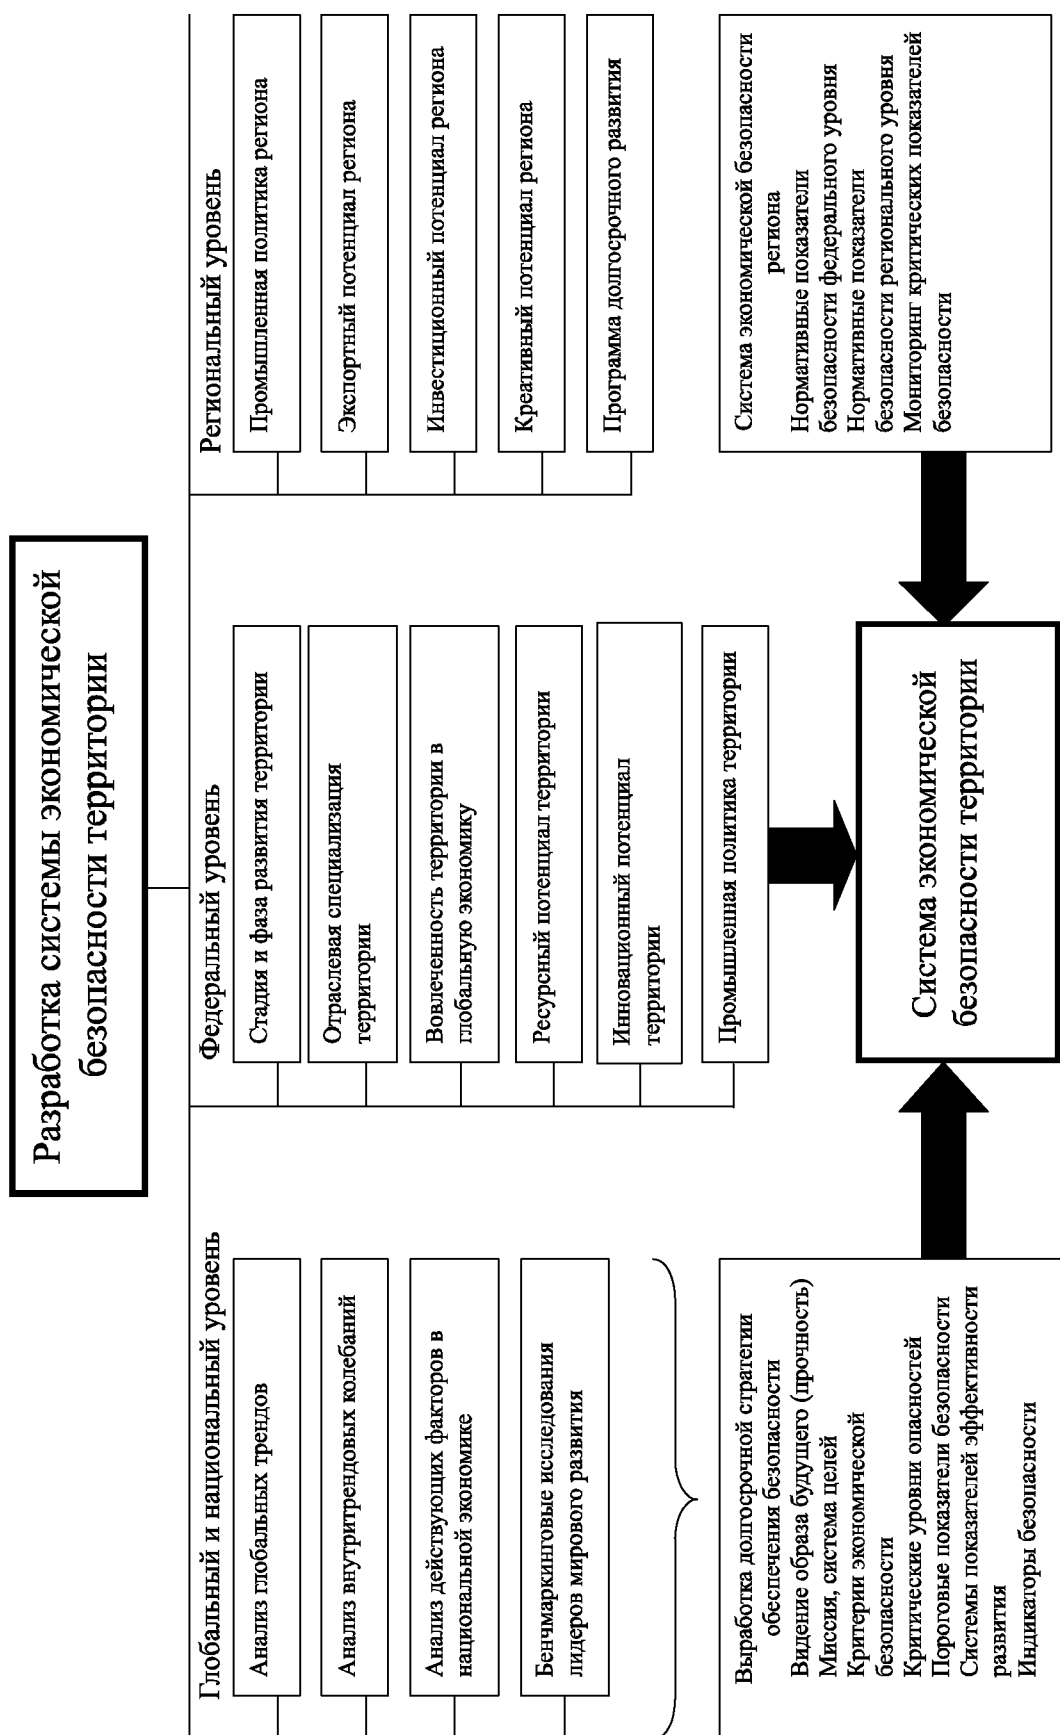 Разработка системы экономической
безопасности территории
Глобальный и национальный уровень
Анализ глобальных трендов
Анализ внутритрендовых колебаний
Анализ действующих факторов в
национальной экономике
Бенчмаркинговые исследования
лидеров мирового развития
Выработка долгосрочной стратегии
обеспечения безопасности
Видение образа будущего (прочность)
Миссия, система целей
Критерии экономической
безопасности
Критические уровни опасностей
Пороговые показатели безопасности
Системы показателей эффективности
развития
Индикаторы безопасности
Федеральный уровень
Стадия и фаза развития территории
Отраслевая специализация
территории
Вовлеченность территории в
глобальную экономику
Ресурсный потенциал территории
Инновационный потенциал
территории
Промышленная политика территории
Система экономической
безопасности территории
Региональный уровень
Промышленная политика региона
Экспортный потенциал региона
Инвестиционный потенциал региона
Креативный потенциал региона
Программа долгосрочного развития
Система экономической безопасности
региона
Нормативные показатели
безопасности федерального уровня
Нормативные показатели
безопасности регионального уровня
Мониторинг критических показателей
безопасности